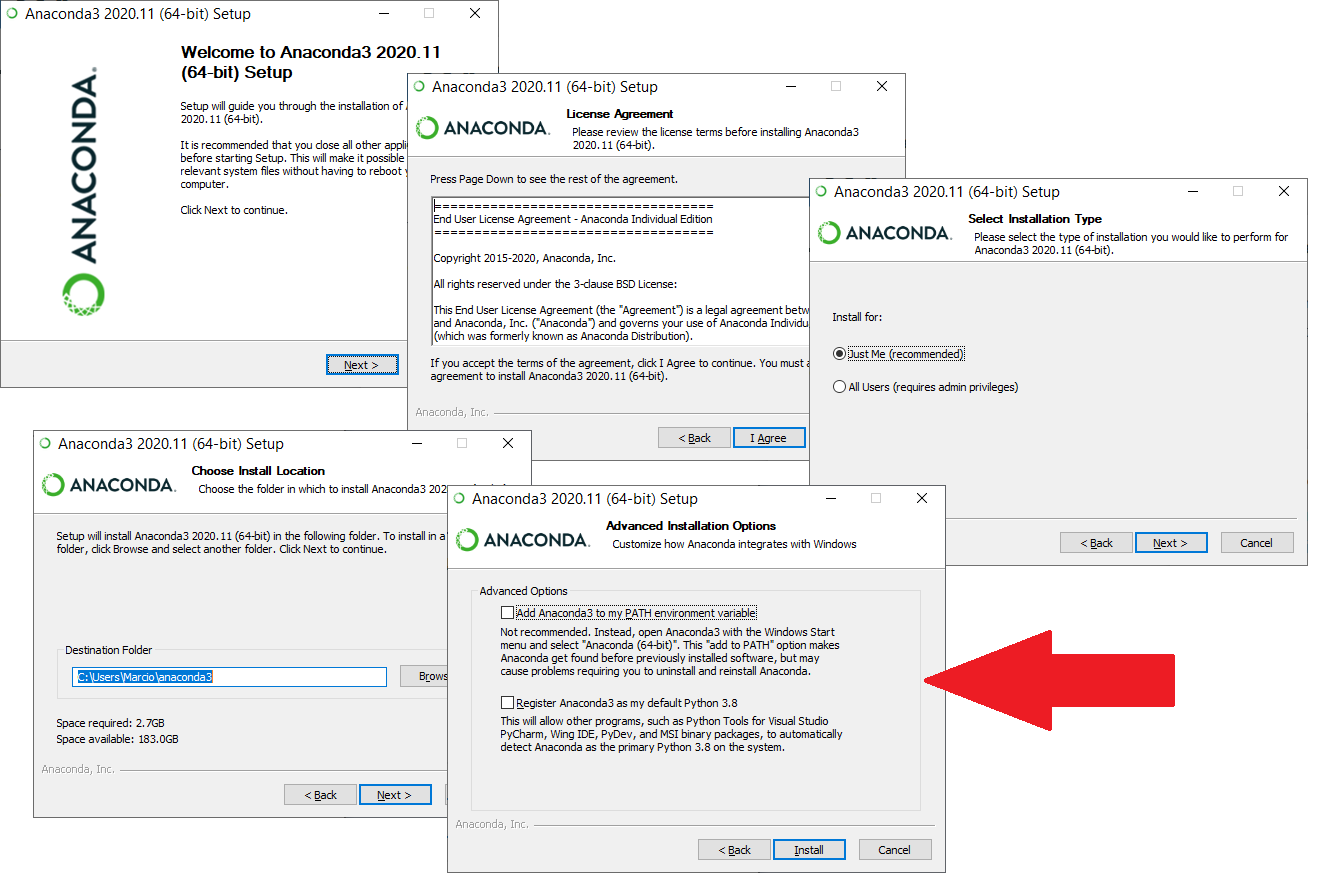 Anaconda3 2020.11 (64-bit) Setup
ANACONDA.
Welcome to Anaconda3 2020.11
(64-bit) Setup
Setup will guide you through the installation of
2020.11 (64-bit).
It is recommended that you close all other
before starting Setup. This will make it possible
relevant system files without having to reboot
computer.
Click Next to continue.
Next >
Anaconda3 2020.11 (64-bit) Setup
ANACONDA.
License Agreement
Please review the license terms before installing Anaconda3
2020.11 (64-bit).
Press Page Down to see the rest of the agreement.
===================================
End User License Agreement - Anaconda Individual Edition
===================================
Copyright 2015-2020, Anaconda, Inc.
All rights reserved under the 3-clause BSD License:
This End User License Agreement (the "Agreement") is a legal agreement
and Anaconda, Inc. ("Anaconda") and governs your use of Anaconda
(which was formerly known as Anaconda Distribution).
If you accept the terms of the agreement, click I Agree to continue. You must
agreement to install Anaconda3 2020.11 (64-bit).
Anaconda, Inc.
< Back
I Agree
Anaconda3 2020.11 (64-bit) Setup
ANACONDA.
Select Installation Type
Please select the type of installation you would like to perform for
Anaconda3 2020.11 (64-bit).
Install for:
Just Me (recommended)
All Users (requires admin privileges)
< Back
Next >
Cancel
Anaconda3 2020.11 (64-bit) Setup
ANACONDA.
Choose Install Location
Choose the folder in which to install Anaconda3
Setup will install Anaconda3 2020.11 (64-bit) in the following folder. To install in a
folder, click Browse and select another folder. Click Next to continue.
Destination Folder
C:\Users\Marcio\anaconda3
Brows
Space required: 2.7GB
Space available: 183.0GB
Anaconda, Inc.
< Back
Next >
Anaconda3 2020.11 (64-bit) Setup
ANACONDA.
Advanced Installation Options
Customize how Anaconda integrates with Windows
Advanced Options
Add Anaconda3 to my PATH environment variable
Not recommended. Instead, open Anaconda3 with the Windows Start
menu and select "Anaconda (64-bit)". This "add to PATH" option makes
Anaconda get found before previously installed software, but may
cause problems requiring you to uninstall and reinstall Anaconda.
Register Anaconda3 as my default Python 3.8
This will allow other programs, such as Python Tools for Visual Studio
PyCharm, Wing IDE, PyDev, and MSI binary packages, to automatically
detect Anaconda as the primary Python 3.8 on the system.
Anaconda, Inc.
< Back
Install
Cancel